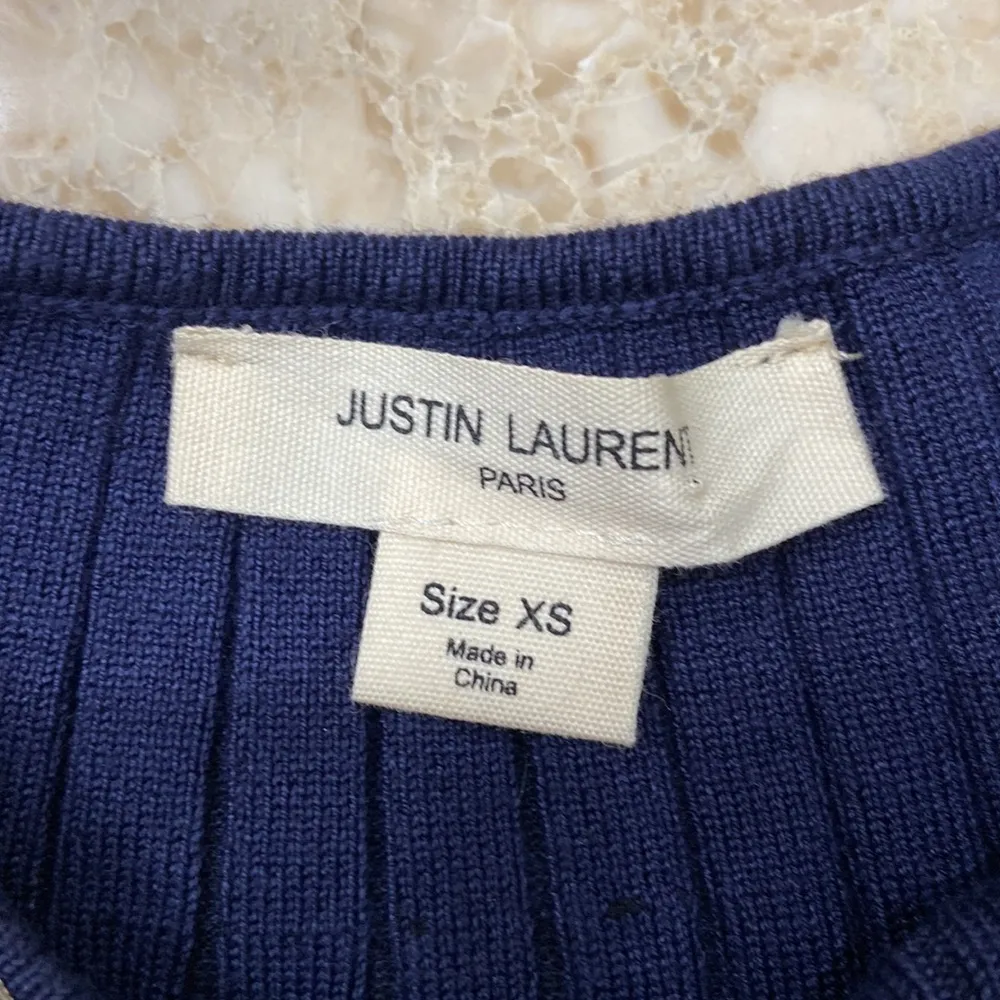 JUSTIN LAURENT
PARIS
Size XS
Made in
China